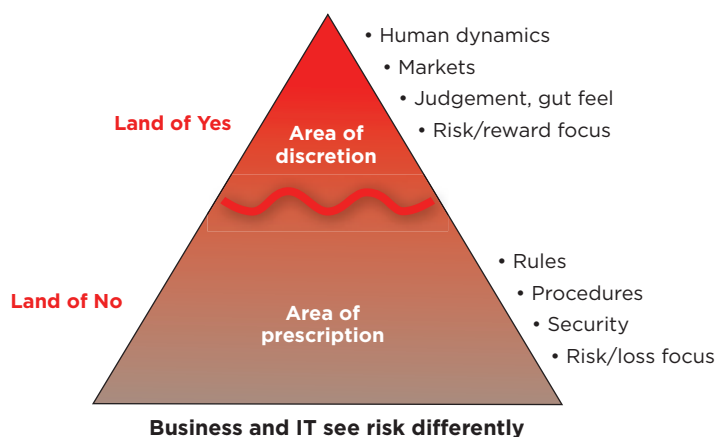 • Human dynamics
• Markets
Land of Yes
• Judgement, gut feel
• Risk/reward focus
Area of
discretion
• Rules
Land of No
• Procedures
Area of
prescription
• Security
• Risk/loss focus
Business and IT see risk differently